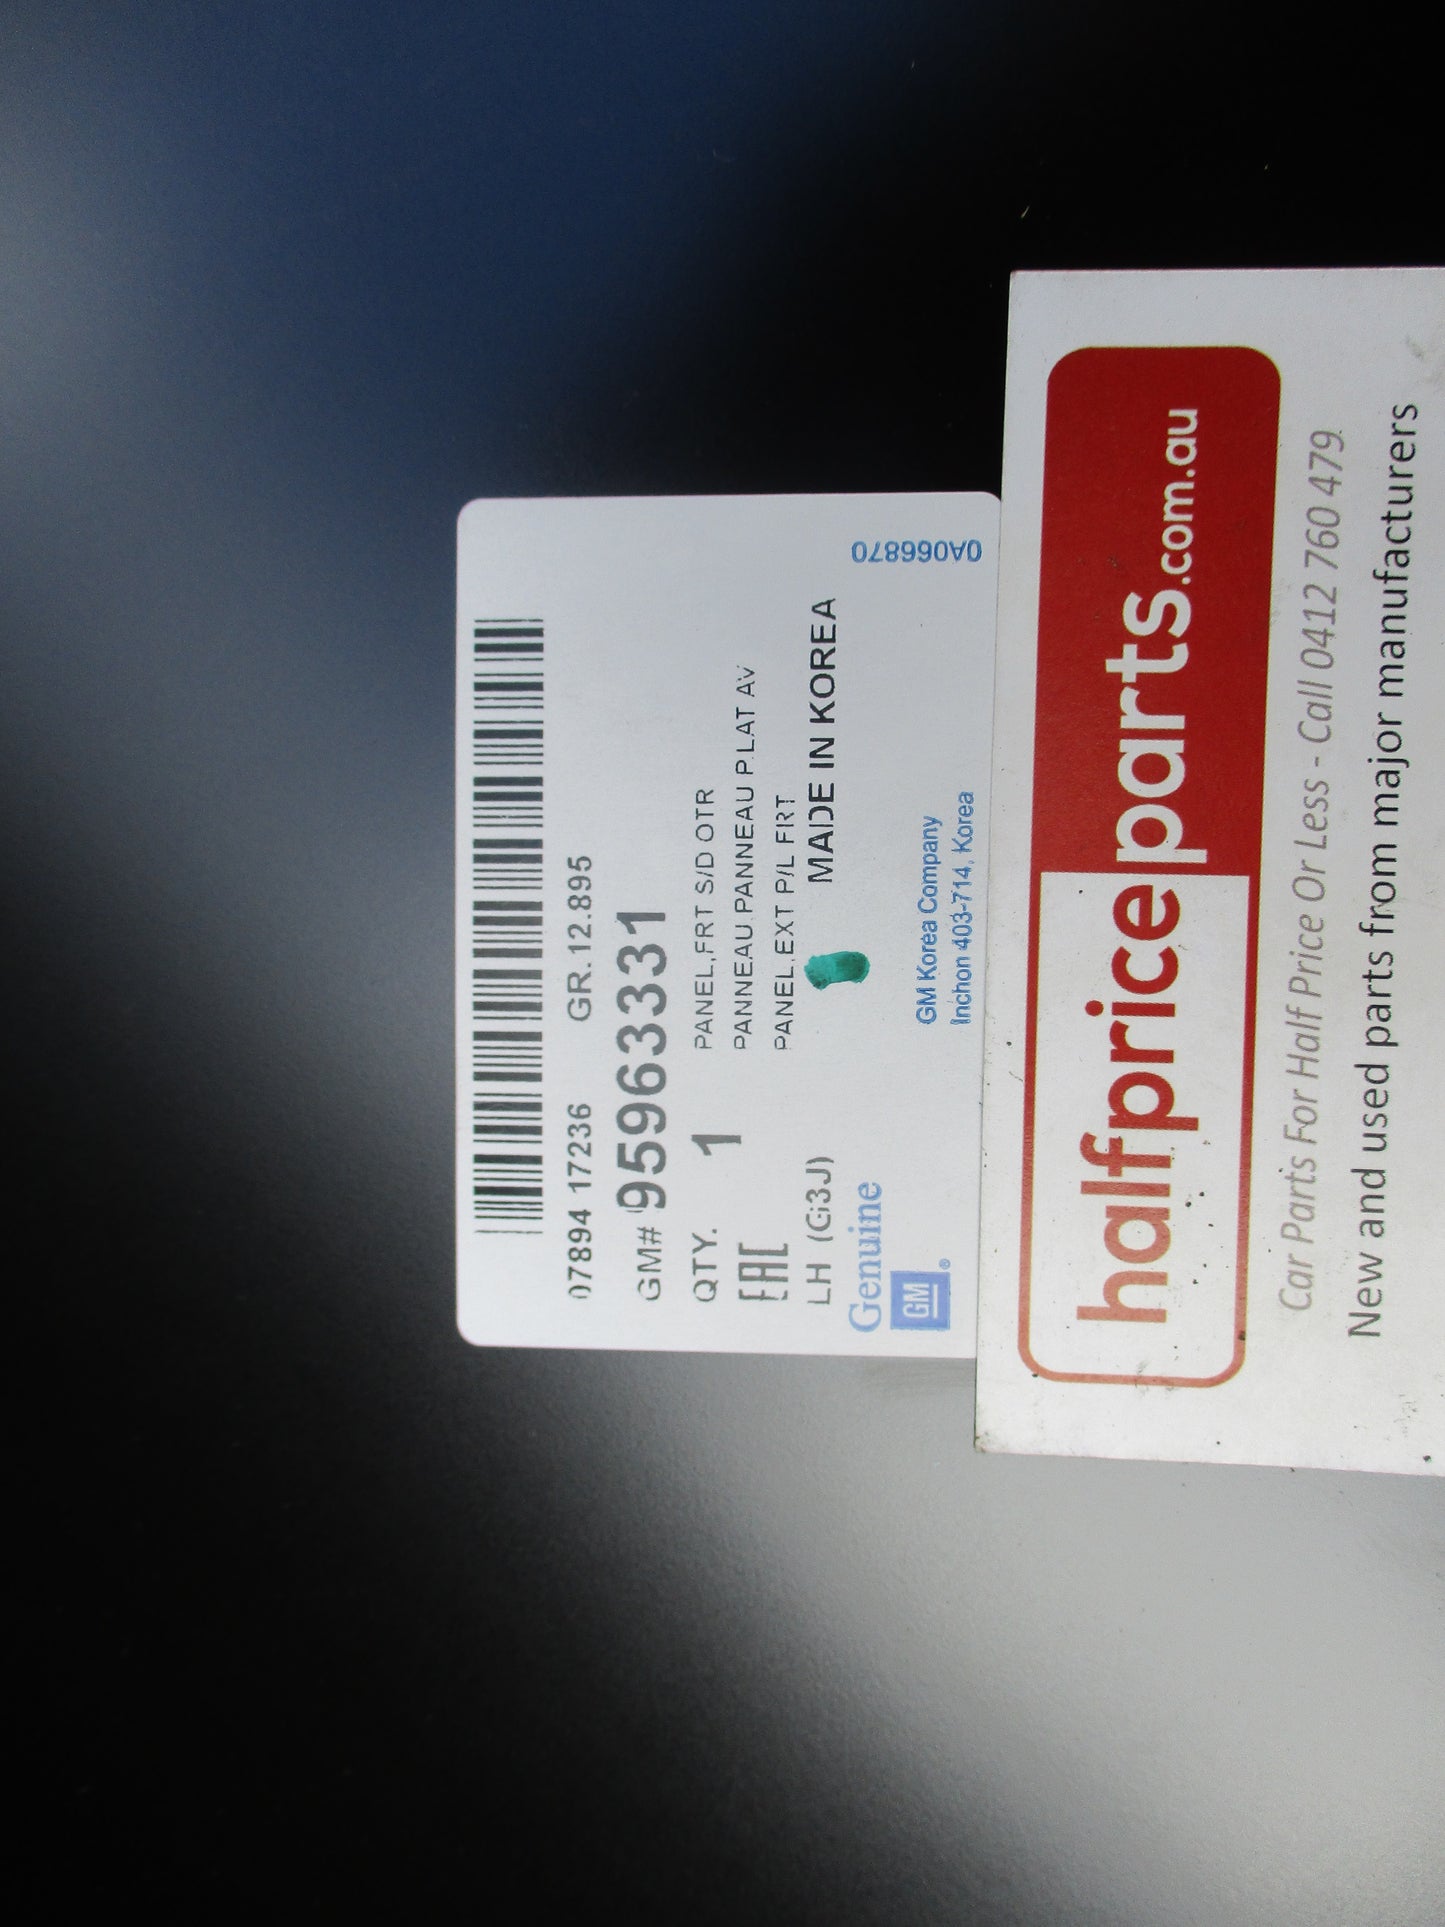 07894 17236 GR.12.895
GM# 95963331
QTY. 1
PANEL,FRT S/D OTR
PANNEAU,PANNEAU P.LAT AV
PANEL,EXT P/L FRT
EAC
LH (G3J)
MADE IN KOREA
Genuine
GM®
GM Korea Company
Inchon 403-714, Korea
0A066870
halfpriceparts.com.au
Car Parts For Half Price Or Less - Call 0412 760 479
New and used parts from major manufacturers